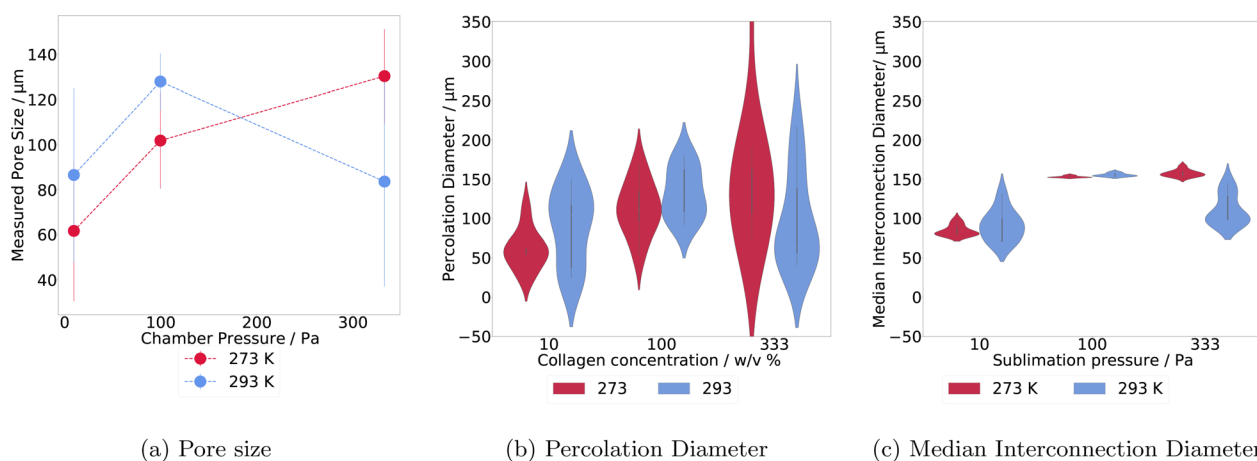 Measured Pore Size / μm
140
120
100
80
60
40
0
100
200
300
Chamber Pressure / Pa
273 K
293 K
(a) Pore size
Percolation Diameter / μm
350
300
250
200
150
100
50
0
−50
10
100
333
Collagen concentration / w/v %
273
293
(b) Percolation Diameter
Median Interconnection Diameter/ μm
350
300
250
200
150
100
50
0
−50
10
100
333
Sublimation pressure / Pa
273 K
293 K
(c) Median Interconnection Diameter